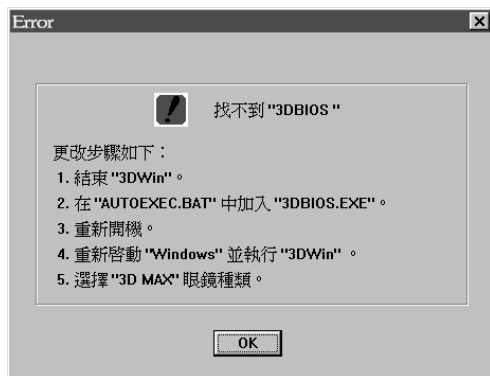 Error
找不到"3DBIOS"
更改步驟如下：
1. 結束"3DWin"。
2. 在"AUTOEXEC.BAT"中加入"3DBIOS.EXE"。
3. 重新開機。
4. 重新啓動"Windows"並執行"3DWin"。
5. 選擇"3D MAX"眼鏡種類。
OK